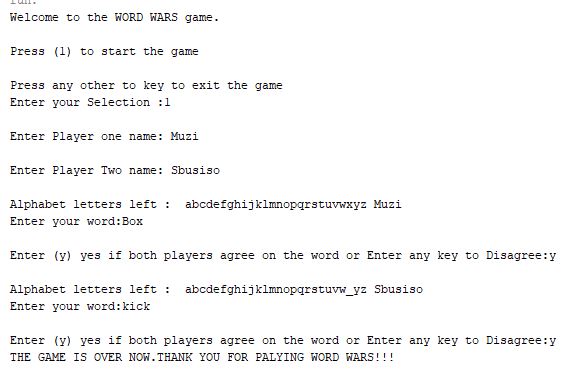 run:
Welcome to the WORD WARS game.
Press (1) to start the game
Press any other to key to exit the game
Enter your Selection :1
Enter Player one name: Muzi
Enter Player Two name: Sbusiso
Alphabet letters left :  abcdefghijklmnopqrstuvwxyz Muzi
Enter your word:Box
Enter (y) yes if both players agree on the word or Enter any key to Disagree:y
Alphabet letters left :  abcdefghijklmnopqrstuvw_yz Sbusiso
Enter your word:kick
Enter (y) yes if both players agree on the word or Enter any key to Disagree:y
THE GAME IS OVER NOW.THANK YOU FOR PALYING WORD WARS!!!